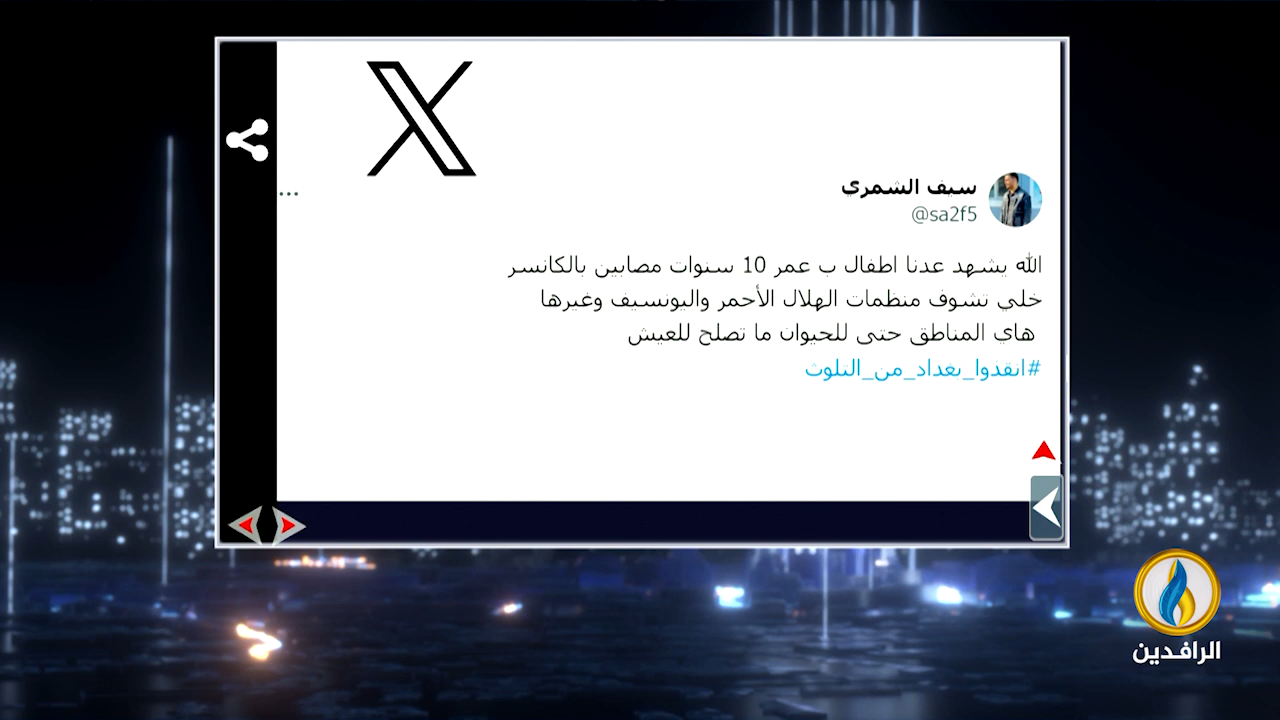 سيف الشمري
@sa2f5
الله يشهد عدنا اطفال ب عمر 10 سنوات مصابين بالكانسر
خلي تشوف منظمات الهلال الأحمر واليونسيف وغيرها
هاي المناطق حتى للحيوان ما تصلح للعيش
#انقذوا_بغداد_من_التلوث
الرافدين